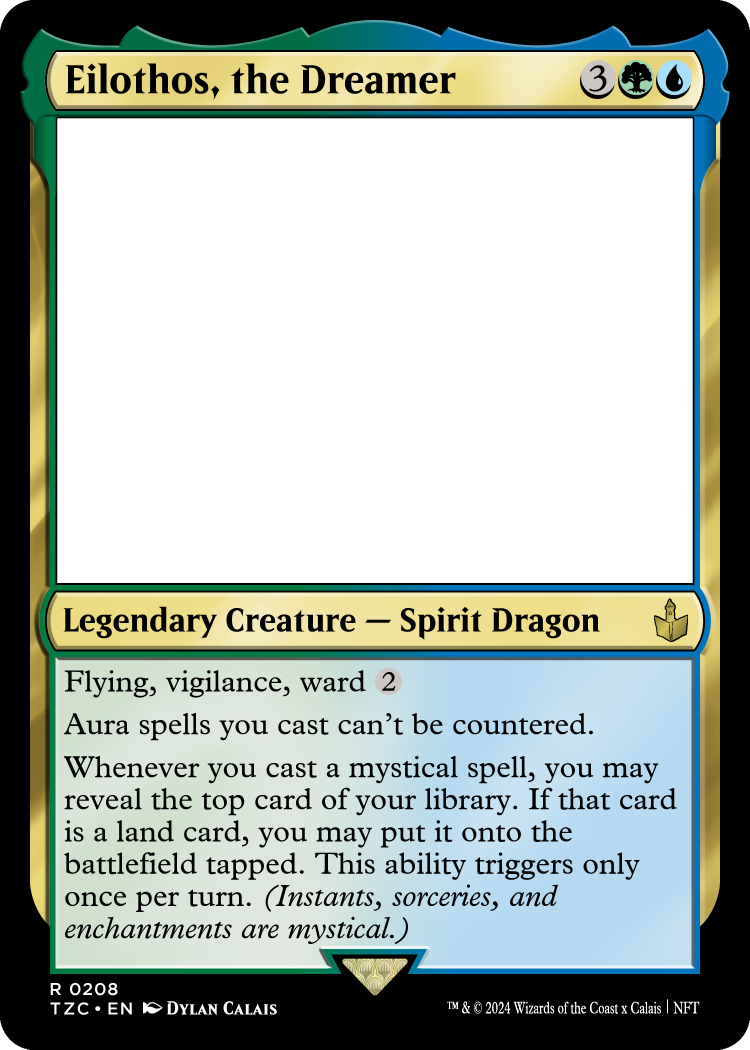 Eilothos, the Dreamer 3
Legendary Creature — Spirit Dragon
Flying, vigilance, ward 2
Aura spells you cast can't be countered.
Whenever you cast a mystical spell, you may
reveal the top card of your library. If that card
is a land card, you may put it onto the
battlefield tapped. This ability triggers only
once per turn. (Instants, sorceries, and
enchantments are mystical.)
R 0208
TZC • EN Dylan Calais
™ & © 2024 Wizards of the Coast x Calais | NFT